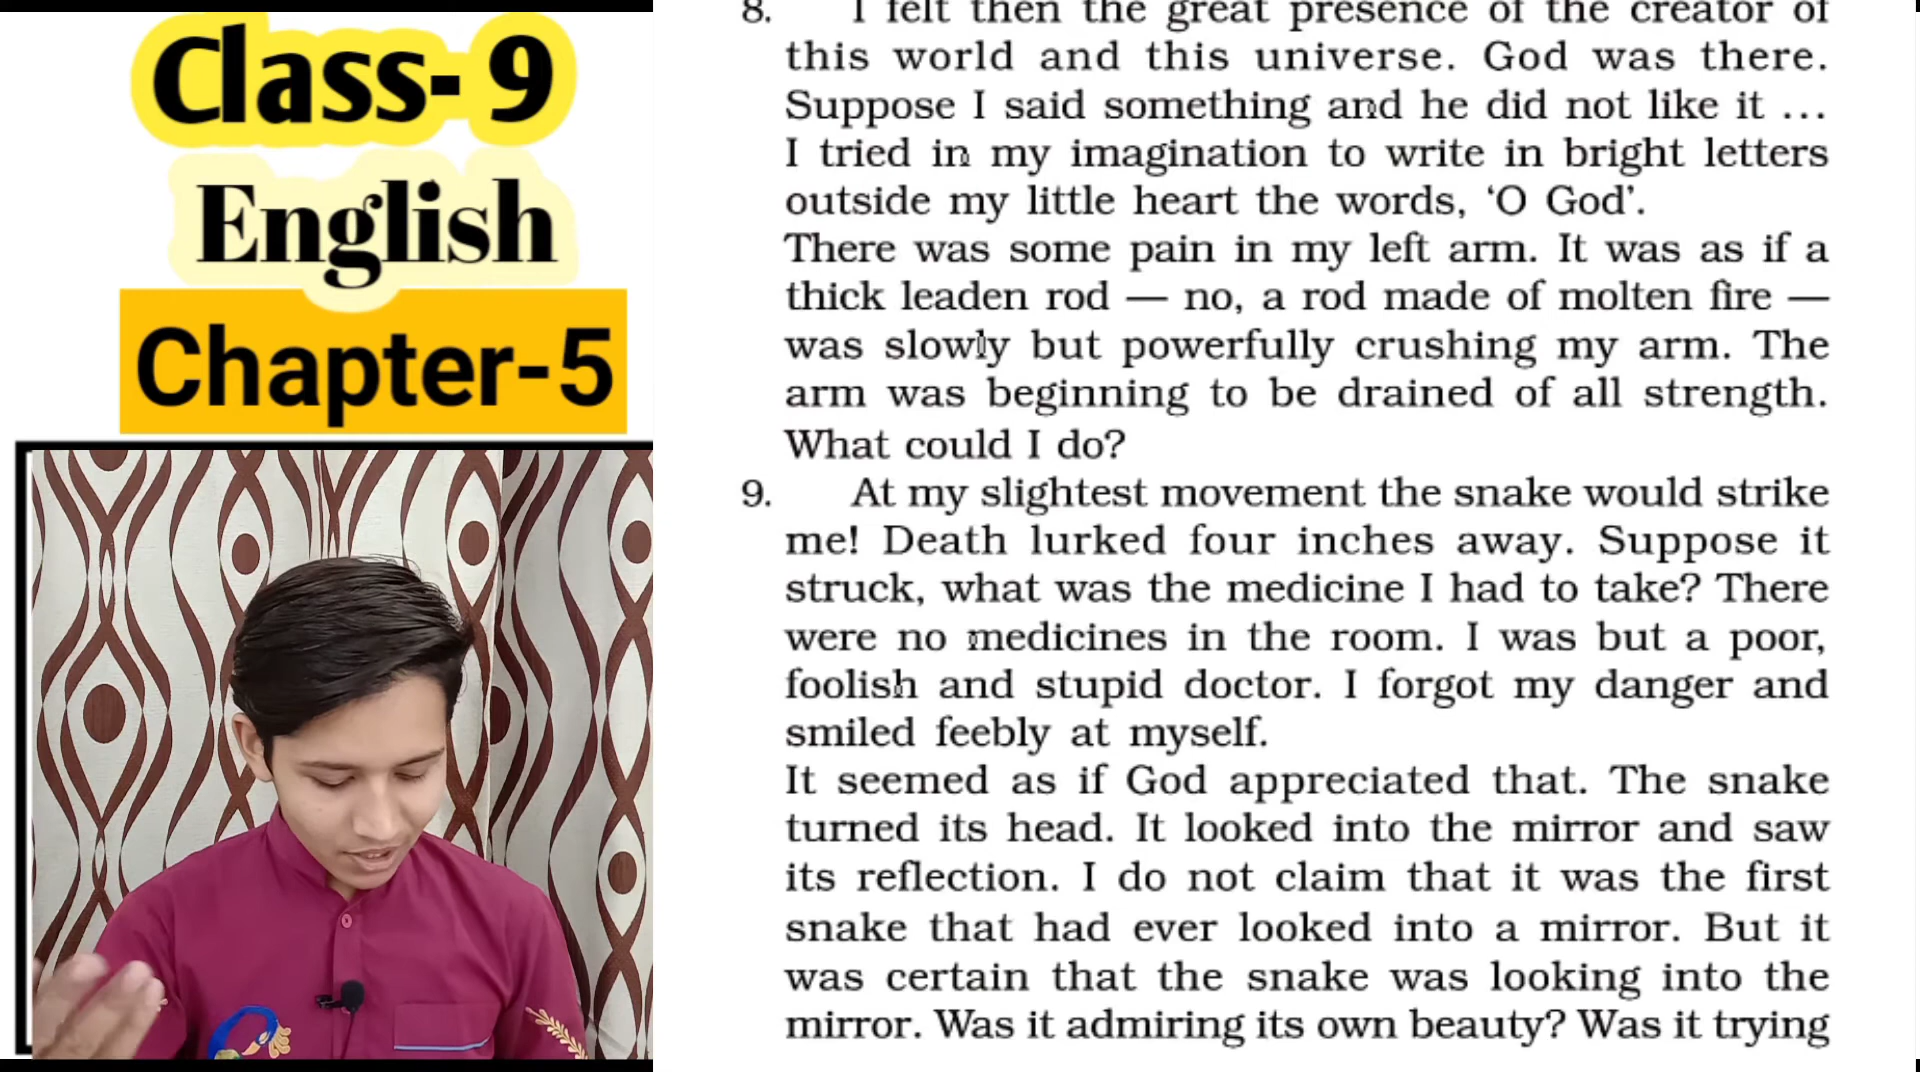 Class- 9
English
Chapter-5
8. I felt then the great presence of the creator of
this world and this universe. God was there.
Suppose I said something and he did not like it ...
I tried in my imagination to write in bright letters
outside my little heart the words, ‘O God’.
There was some pain in my left arm. It was as if a
thick leaden rod — no, a rod made of molten fire —
was slowly but powerfully crushing my arm. The
arm was beginning to be drained of all strength.
What could I do?
9. At my slightest movement the snake would strike
me! Death lurked four inches away. Suppose it
struck, what was the medicine I had to take? There
were no medicines in the room. I was but a poor,
foolish and stupid doctor. I forgot my danger and
smiled feebly at myself.
It seemed as if God appreciated that. The snake
turned its head. It looked into the mirror and saw
its reflection. I do not claim that it was the first
snake that had ever looked into a mirror. But it
was certain that the snake was looking into the
mirror. Was it admiring its own beauty? Was it trying